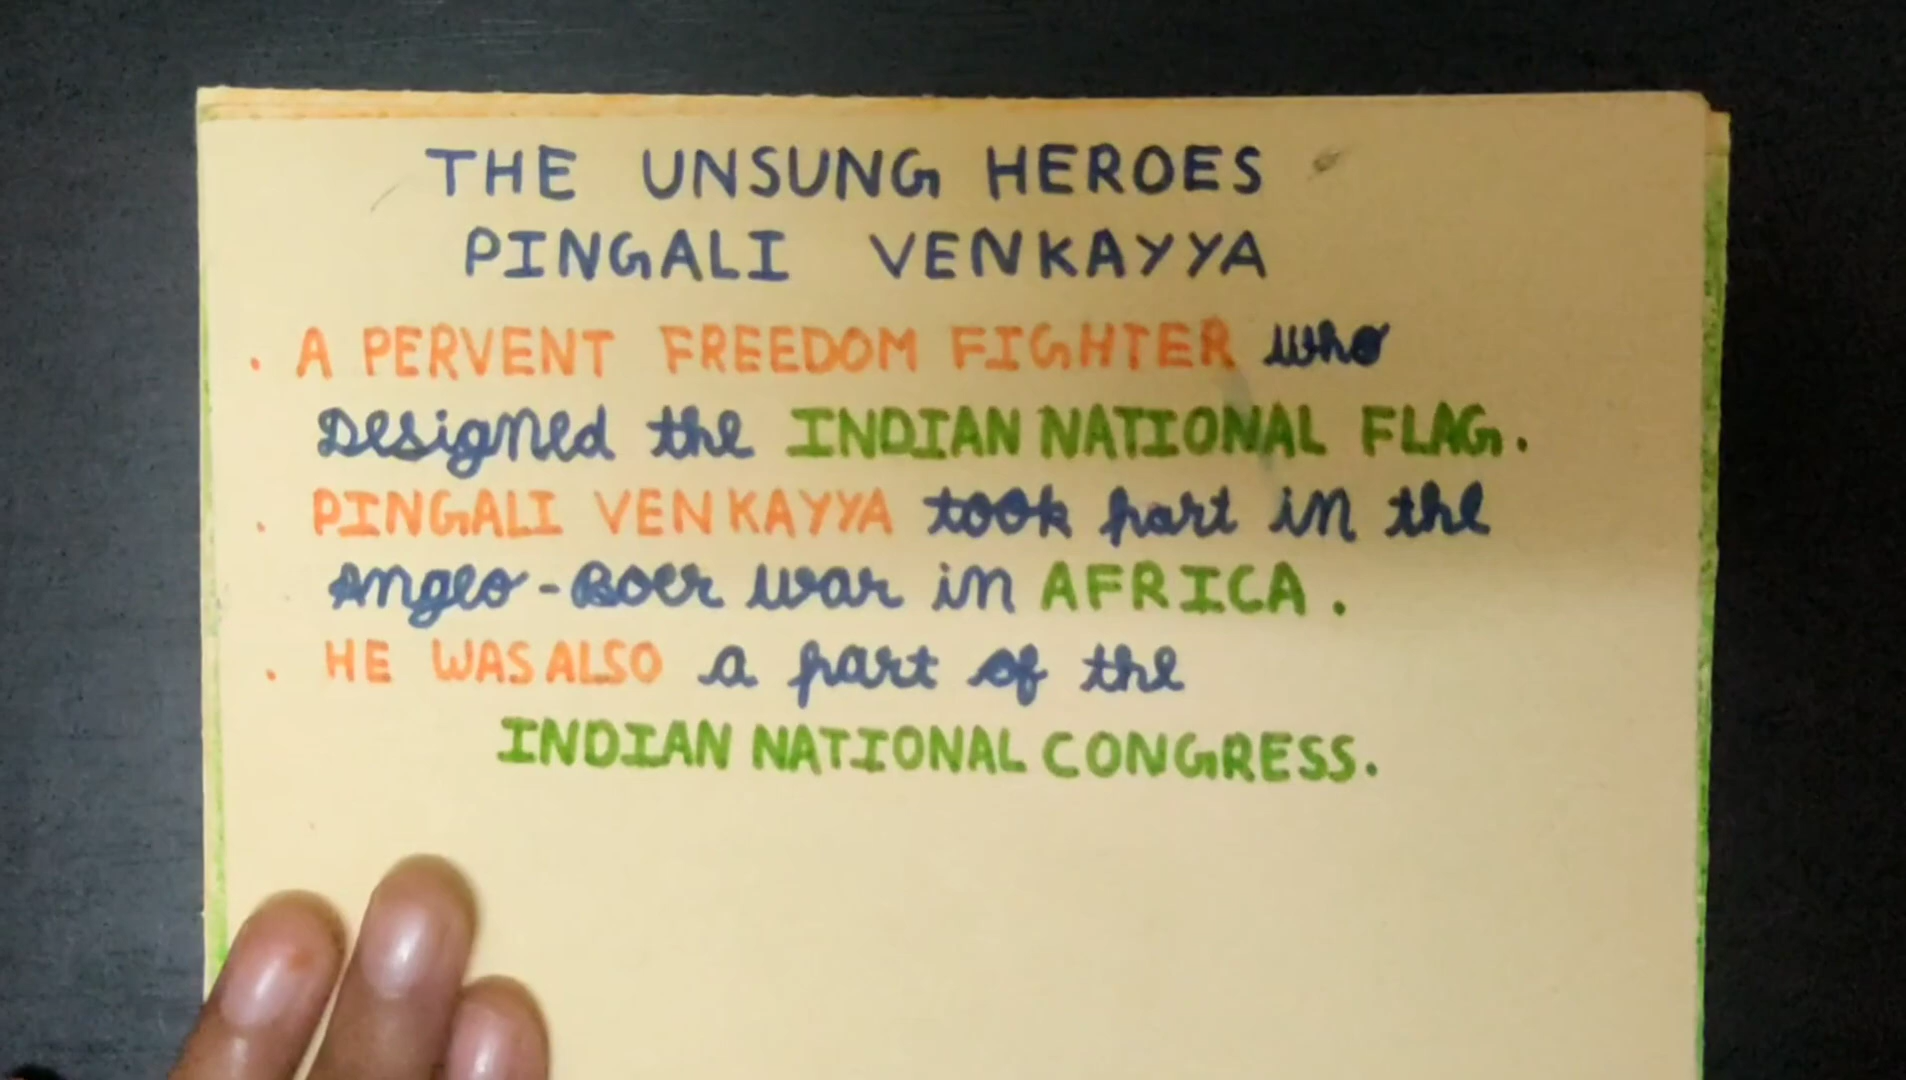 THE UNSUNG HEROES
PINGALI VENKAYYA
. A PERVENT FREEDOM FIGHTER who
Designed the INDIAN NATIONAL FLAG.
. PINGALI VENKAYYA took part in the
Anglo-Boer war in AFRICA.
. HE WAS ALSO a part of the
INDIAN NATIONAL CONGRESS.